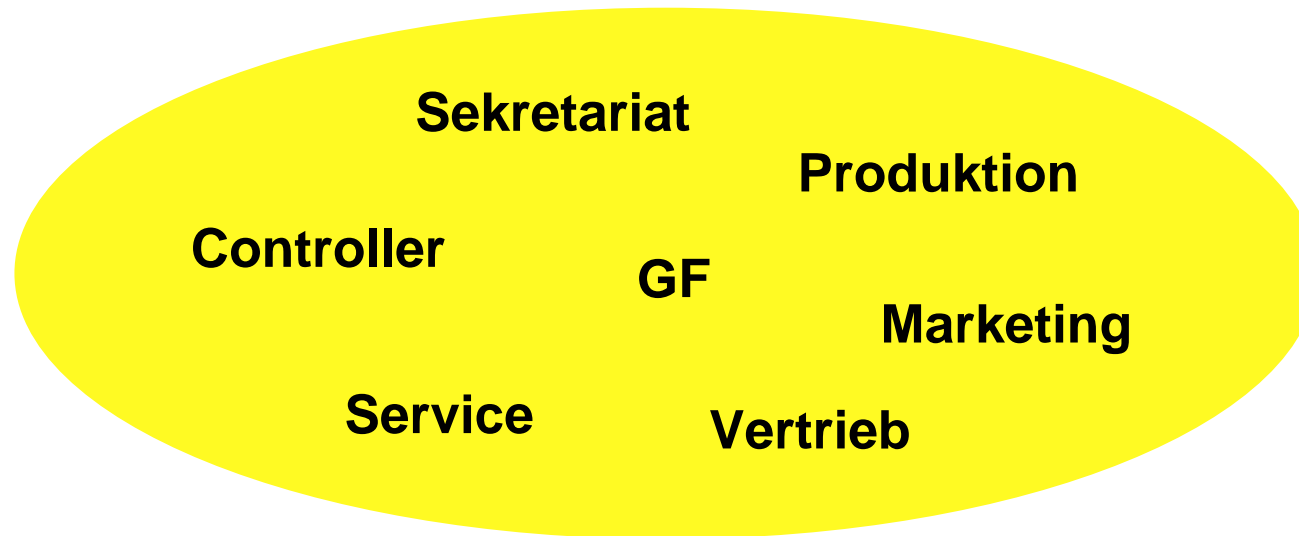 Sekretariat
Produktion
Controller
GF
Marketing
Service
Vertrieb